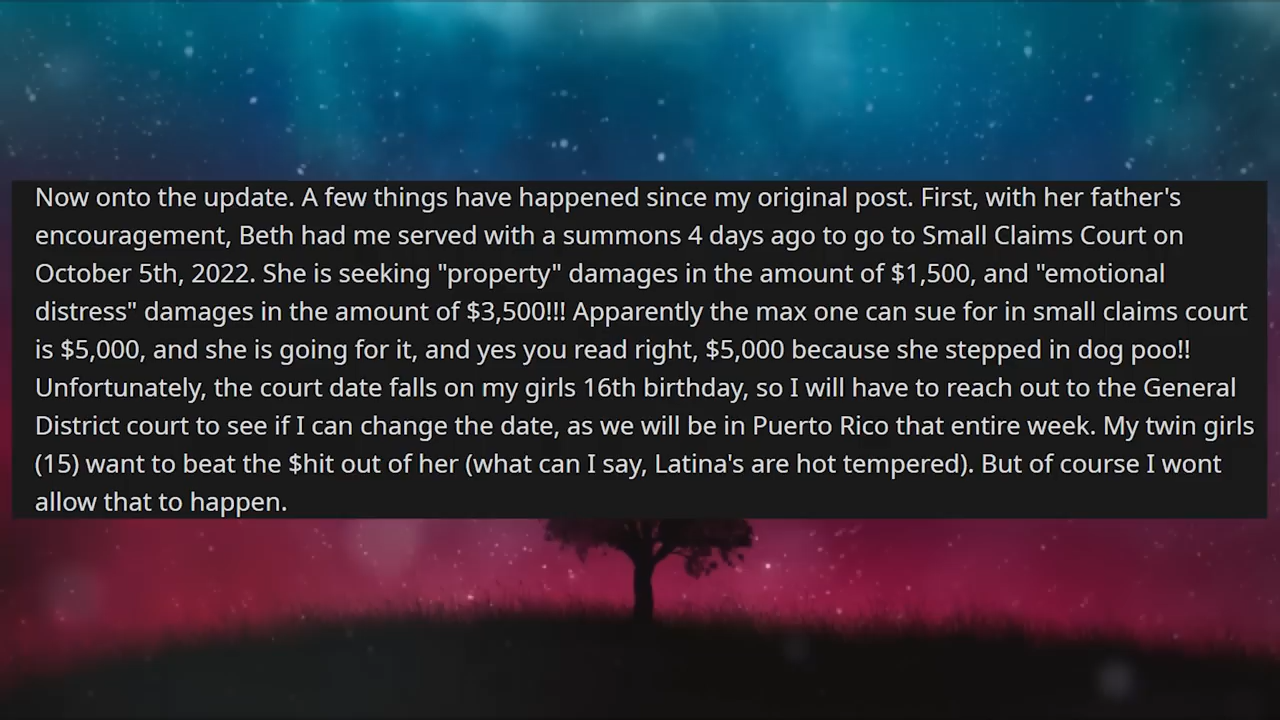 Now onto the update. A few things have happened since my original post. First, with her father's
encouragement, Beth had me served with a summons 4 days ago to go to Small Claims Court on
October 5th, 2022. She is seeking "property" damages in the amount of $1,500, and "emotional
distress" damages in the amount of $3,500!!! Apparently the max one can sue for in small claims court
is $5,000, and she is going for it, and yes you read right, $5,000 because she stepped in dog poo!!
Unfortunately, the court date falls on my girls 16th birthday, so I will have to reach out to the General
District court to see if I can change the date, as we will be in Puerto Rico that entire week. My twin girls
(15) want to beat the $hit out of her (what can I say, Latina's are hot tempered). But of course I wont
allow that to happen.